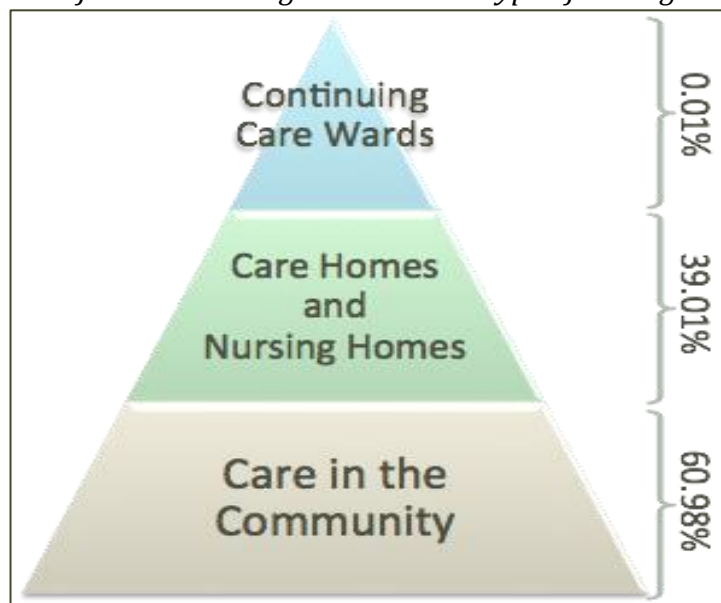 Continuing
Care Wards
0.01%
Care Homes
and
Nursing Homes
39.01%
Care in the
Community
60.98%